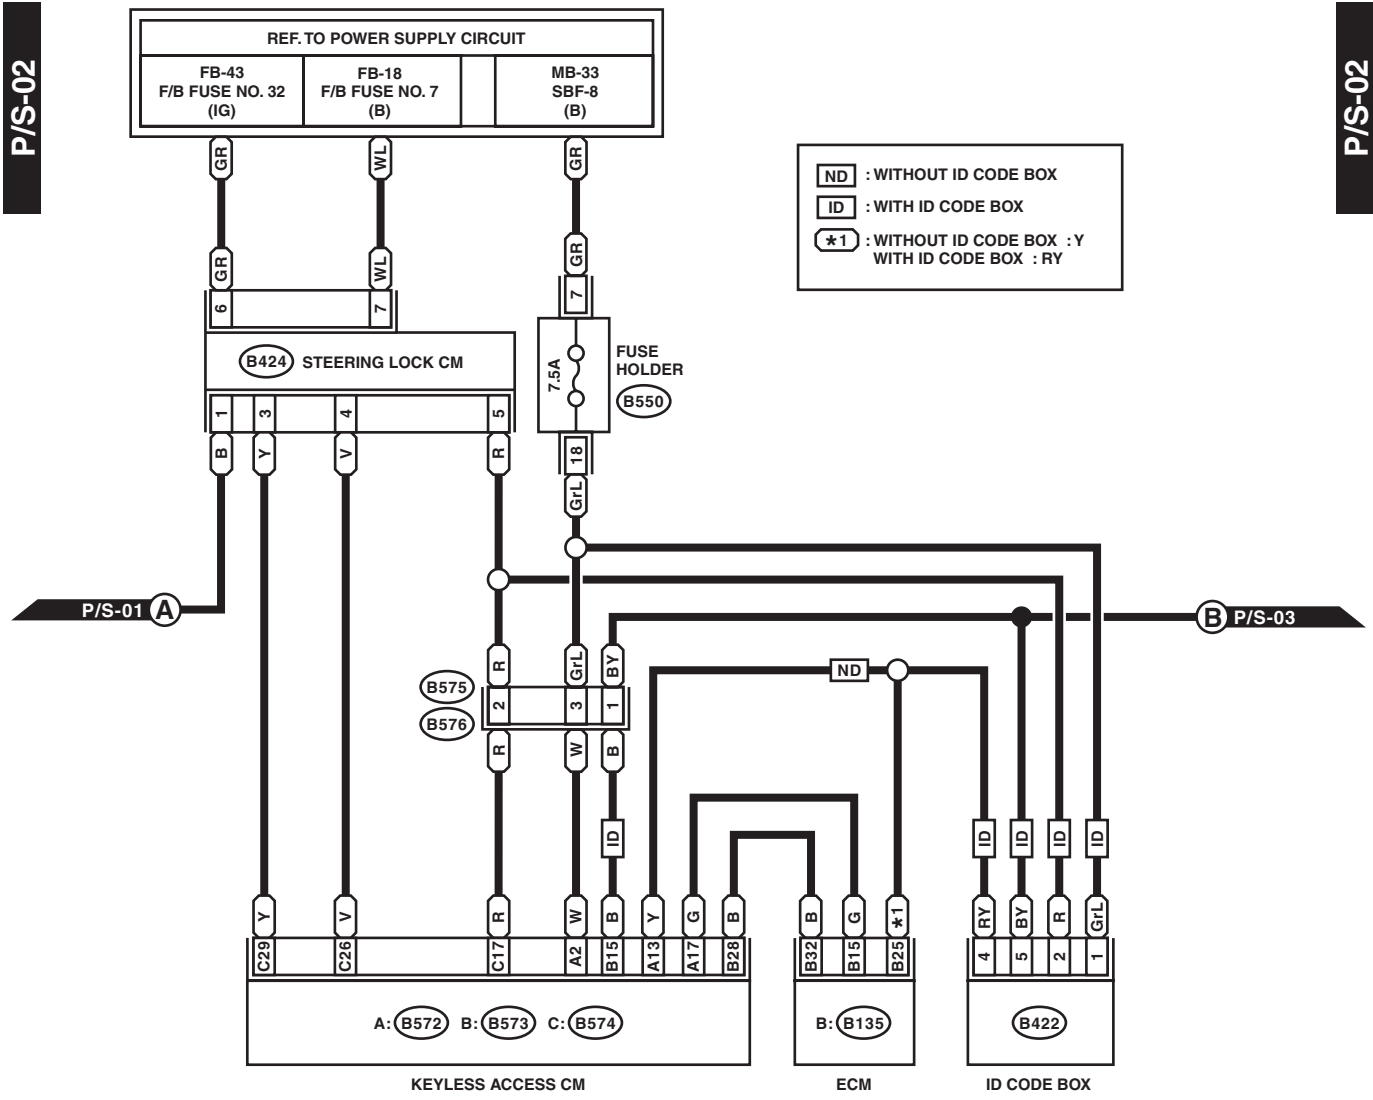 P/S-02
P/S-02
REF. TO POWER SUPPLY CIRCUIT
FB-43
F/B FUSE NO. 32
(IG)
FB-18
F/B FUSE NO. 7
(B)
MB-33
SBF-8
(B)
GR
WL
GR
ND : WITHOUT ID CODE BOX
ID : WITH ID CODE BOX
*1 : WITHOUT ID CODE BOX : Y
WITH ID CODE BOX : RY
GR
WL
GR
6
7
7
B424 STEERING LOCK CM
7.5A
FUSE
HOLDER
B550
1
3
4
5
18
B
Y
V
R
GrL
P/S-01 A
B P/S-03
R
GrL
BY
ND
B575
B576
2
3
1
R
W
B
ID
ID
ID
ID
ID
Y
V
R
W
B
Y
G
B
B
G
*1
RY
BY
R
GrL
C29
C26
C17
A2
B15
A13
A17
B28
B32
B15
B25
4
5
2
1
A: B572 B: B573 C: B574
B: B135
B422
KEYLESS ACCESS CM
ECM
ID CODE BOX